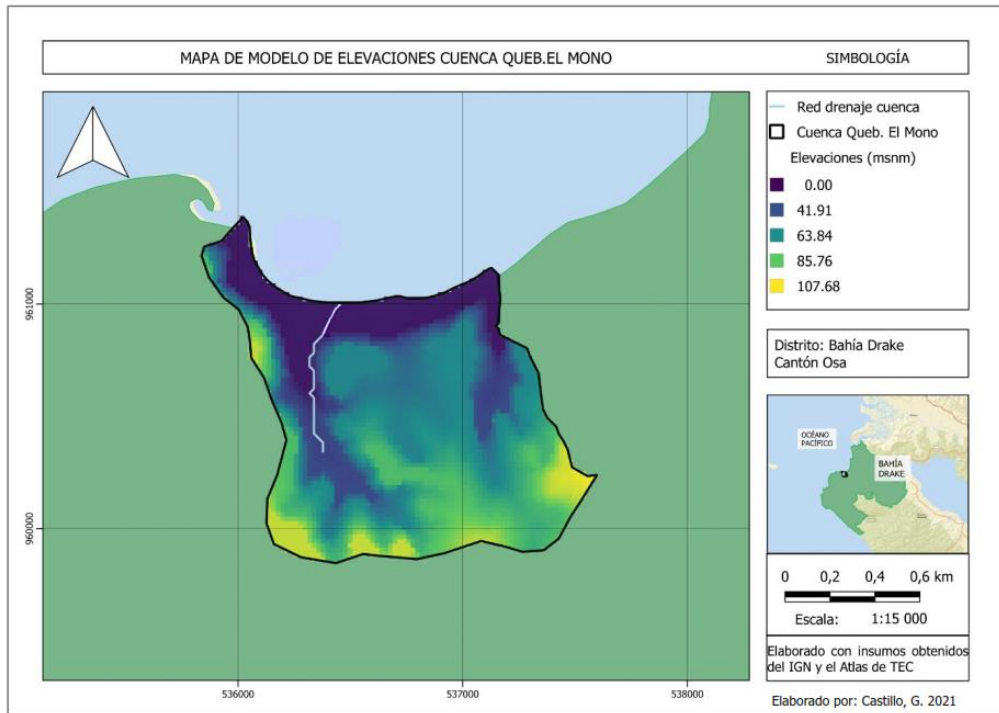 MAPA DE MODELO DE ELEVACIONES CUENCA QUEB.EL MONO
SIMBOLOGÍA
Red drenaje cuenca
Cuenca Queb. El Mono
Elevaciones (msnm)
0.00
41.91
63.84
85.76
107.68
961000
960000
536000
537000
538000
Distrito: Bahía Drake
Cantón Osa
OCÉANO
PACÍFICO
BAHÍA
DRAKE
0 0,2 0,4 0,6 km
Escala: 1:15 000
Elaborado con insumos obtenidos
del IGN y el Atlas de TEC
Elaborado por: Castillo, G. 2021